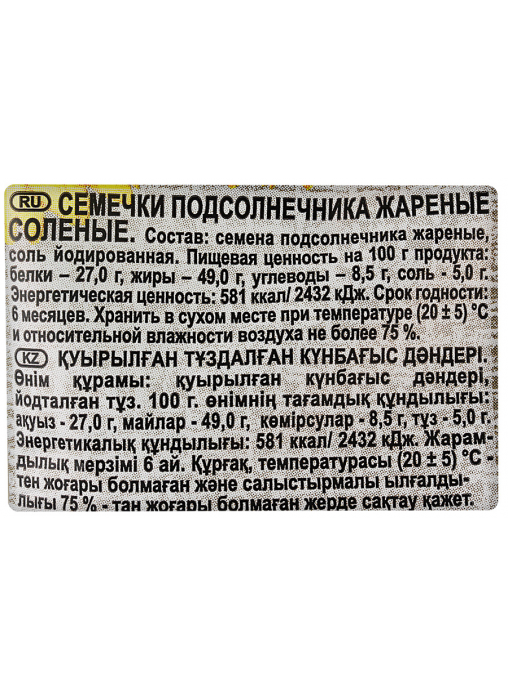 RU СЕМЕЧКИ ПОДСОЛНЕЧНИКА ЖАРЕНЫЕ
СОЛЕНЫЕ. Состав: семена подсолнечника жареные,
соль йодированная. Пищевая ценность на 100 г продукта:
белки – 27,0 г, жиры – 49,0 г, углеводы – 8,5 г, соль - 5,0 г.
Энергетическая ценность: 581 ккал/ 2432 кДж. Срок годности:
6 месяцев. Хранить в сухом месте при температуре (20 ± 5) °С
и относительной влажности воздуха не более 75 %.
KZ ҚУЫРЫЛҒАН ТҰЗДАЛҒАН КҮНБАҒЫС ДӘНДЕРІ.
Өнім құрамы: қуырылған күнбағыс дәндері,
йодталған тұз. 100 г. өнімнің тағамдық құндылығы:
ақуыз - 27,0 г, майлар - 49,0 г, көмірсулар - 8,5 г, тұз - 5,0 г.
Энергетикалық құндылығы: 581 ккал/ 2432 кДж. Жарам-
дылық мерзімі 6 ай. Құрғақ, температурасы (20 ± 5) °С -
тен жоғары болмаған және салыстырмалы ылғалды-
лығы 75 % - тан жоғары болмаған жерде сақтау қажет.